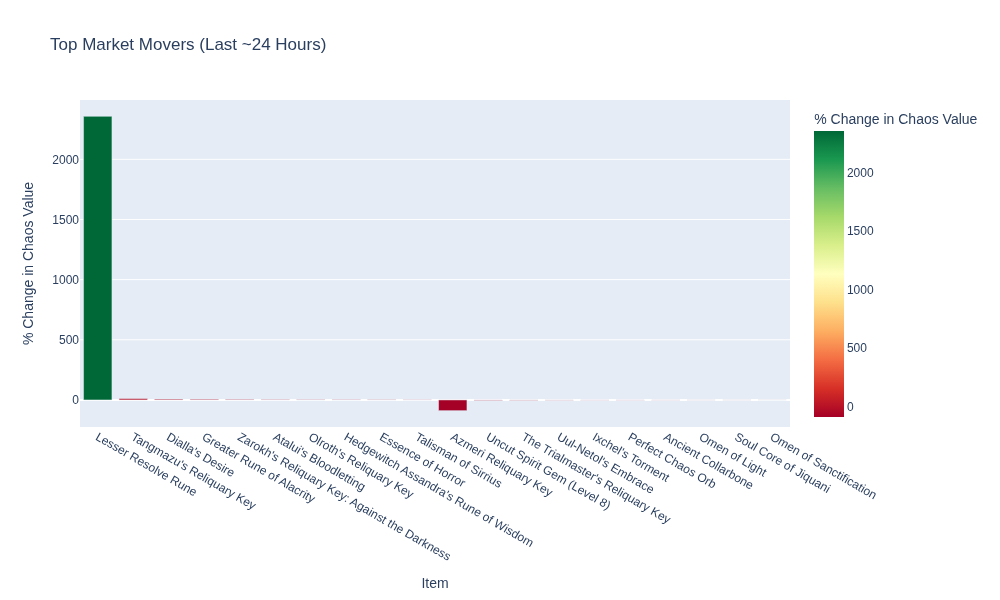 Top Market Movers (Last ~24 Hours)
% Change in Chaos Value
2000
1500
1000
500
0
% Change in Chaos Value
2000
1500
1000
500
0
Lesser Resolve Rune
Tangmazu's Reliquary Key
Dialla's Desire
Greater Rune of Alacrity
Zarokh's Reliquary Key: Against the Darkness
Atalui's Bloodletting
Olroth's Reliquary Key
Hedgewitch Assandra's Rune of Wisdom
Essence of Horror
Talisman of Sirrius
Azmeri Reliquary Key
Uncut Spirit Gem (Level 8)
The Trialmaster's Reliquary Key
Uul-Netol's Embrace
Ixchel's Torment
Perfect Chaos Orb
Ancient Collarbone
Omen of Light
Soul Core of Jiquani
Omen of Sanctification
Item